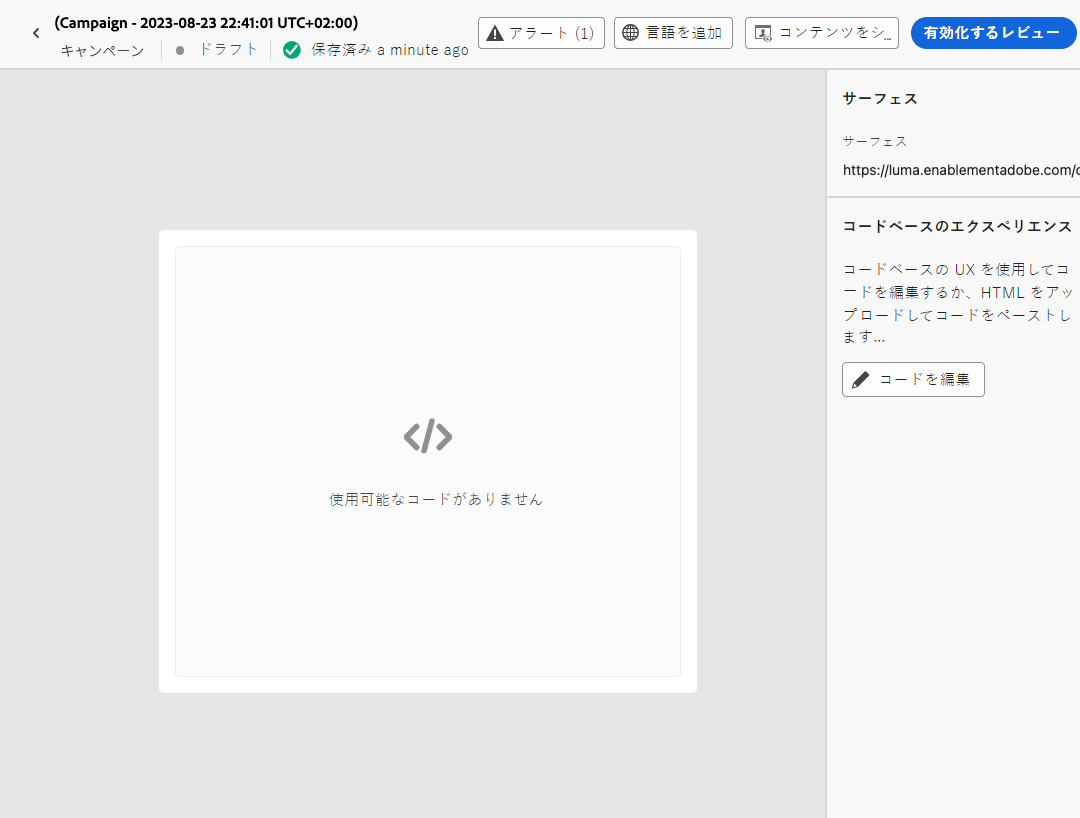 (Campaign - 2023-08-23 22:41:01 UTC+02:00)
キャンペーン ドラフト 保存済み a minute ago
アラート (1)
言語を追加
コンテンツをシ...
有効化するレビュー
サーフェス
サーフェス
https://luma.enablementadobe.com/
コードベースのエクスペリエンス
コードベースの UX を使用してコ
ードを編集するか、HTML をアッ
プロードしてコードをペーストし
ます...
コードを編集
</>
使用可能なコードがありません